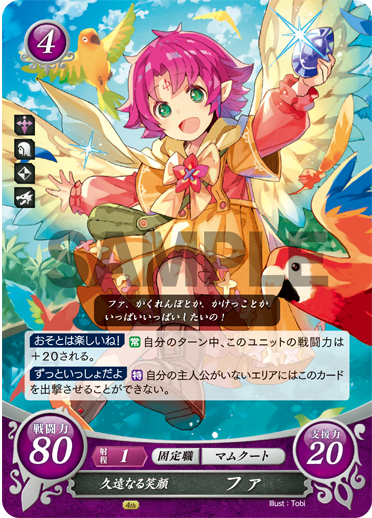 4
SAMPLE
ファ、かくれんぼとか、かけっことか
いっぱいいっぱいしたいの！
おそとは楽しいね！ 常 自分のターン中、このユニットの戦闘力は
＋20される。
ずっといっしょだよ 特 自分の主人公がいないエリアにはこのカード
を出撃させることができない。
戦闘力 80 射程 1 固定職 マムクート 支援力 20
久遠なる笑顔 ファ
4th Illust：Tobi